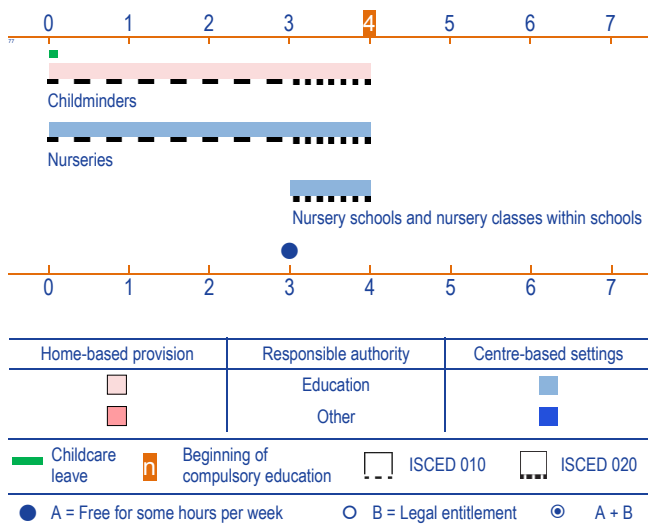 0 1 2 3 4 5 6 7
77
Childminders
Nurseries
Nursery schools and nursery classes within schools
0 1 2 3 4 5 6 7
Home-based provision Responsible authority Centre-based settings
Education
Other
Childcare leave n Beginning of compulsory education ISCED 010 ISCED 020
A = Free for some hours per week B = Legal entitlement A + B